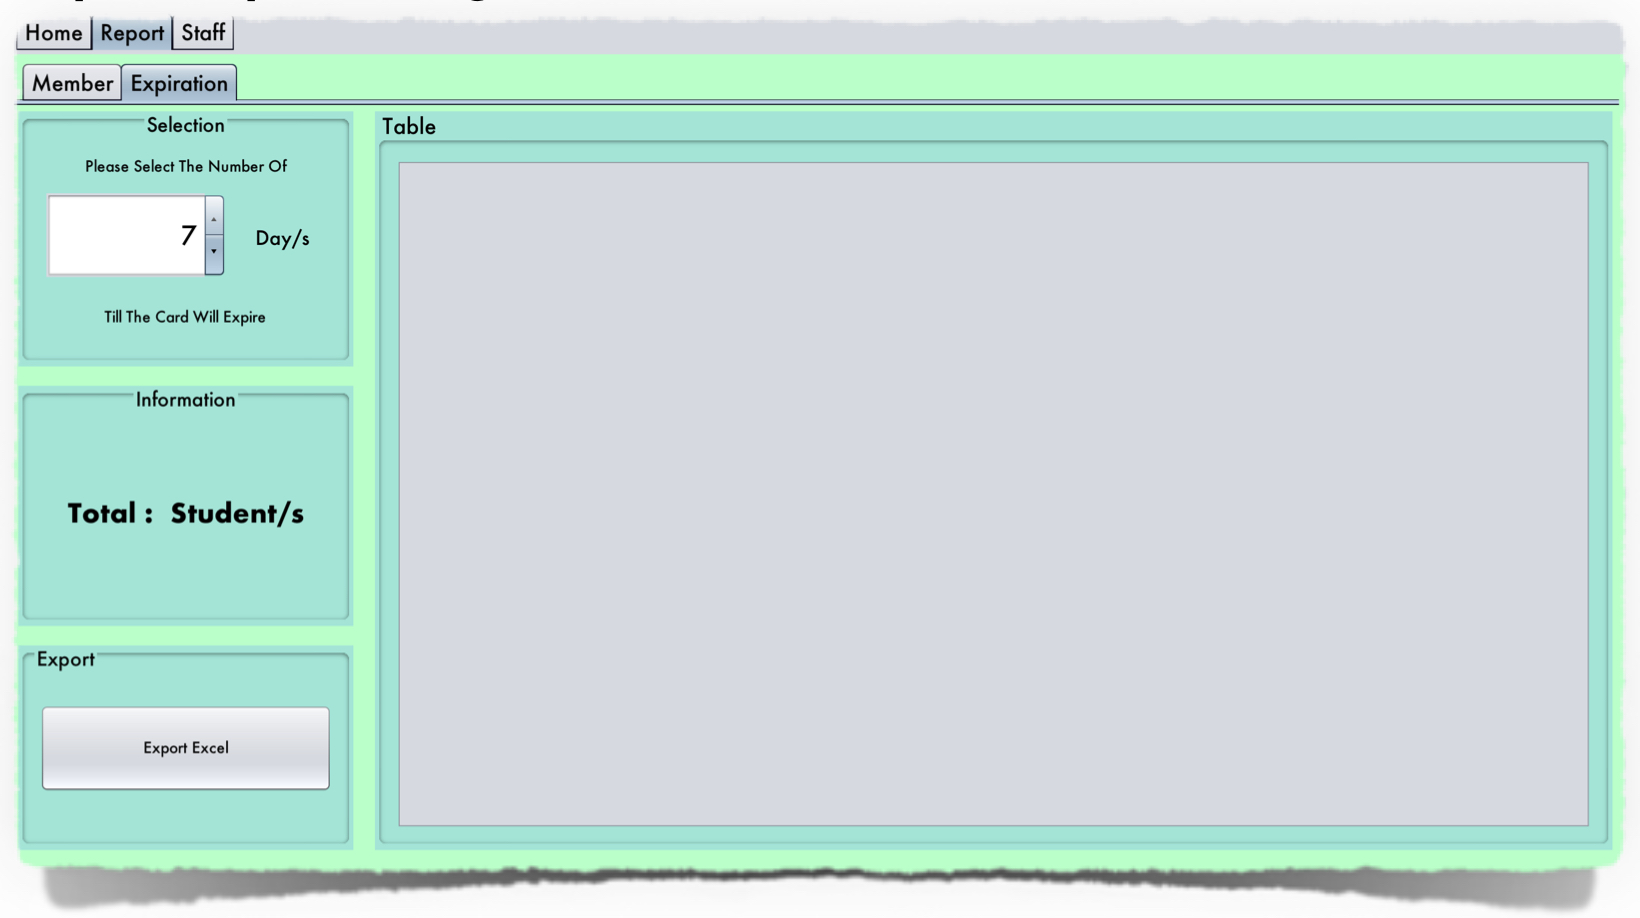 Home Report Staff
Member Expiration
Selection
Please Select The Number Of
7 Day/s
Till The Card Will Expire
Information
Total : Student/s
Export
Export Excel
Table